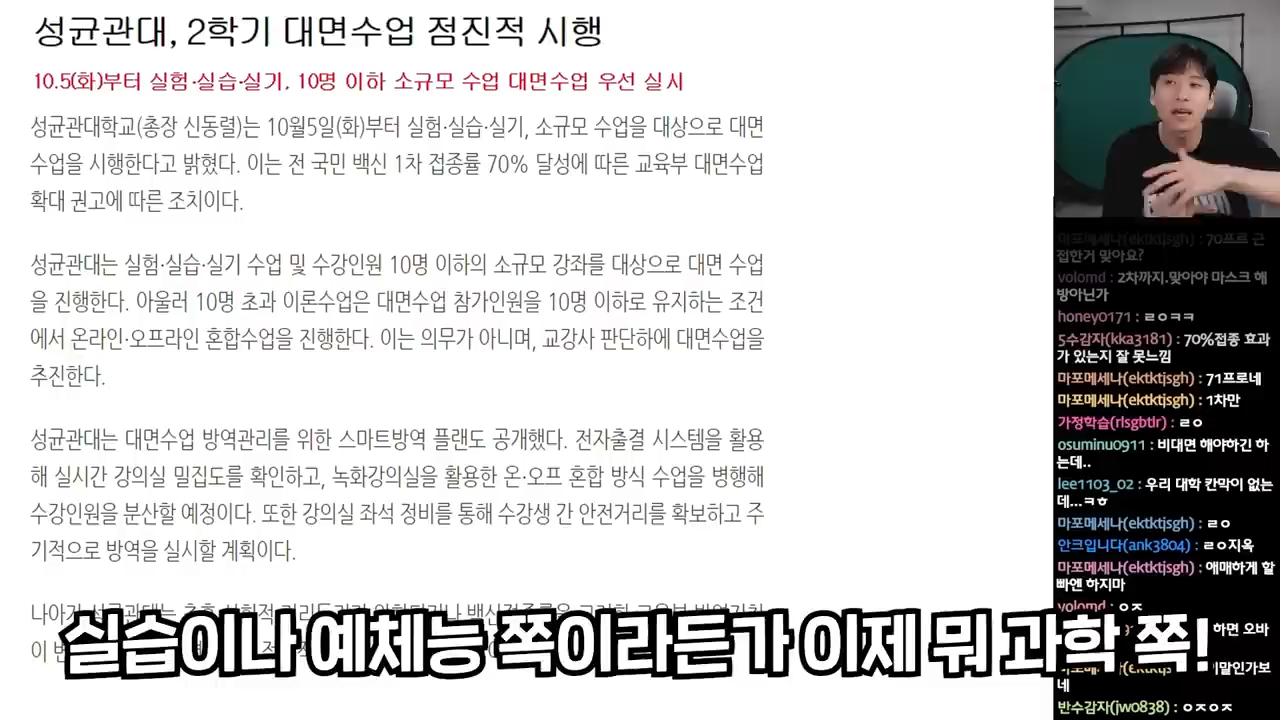 성균관대, 2학기 대면수업 점진적 시행
10.5(화)부터 실험·실습·실기, 10명 이하 소규모 수업 대면수업 우선 실시
성균관대학교(총장 신동렬)는 10월5일(화)부터 실험·실습·실기, 소규모 수업을 대상으로 대면
수업을 시행한다고 밝혔다. 이는 전 국민 백신 1차 접종률 70% 달성에 따른 교육부 대면수업
확대 권고에 따른 조치이다.
성균관대는 실험·실습·실기 수업 및 수강인원 10명 이하의 소규모 강좌를 대상으로 대면 수업
을 진행한다. 아울러 10명 초과 이론수업은 대면수업 참가인원을 10명 이하로 유지하는 조건
에서 온라인·오프라인 혼합수업을 진행한다. 이는 의무가 아니며, 교강사 판단하에 대면수업을
추진한다.
성균관대는 대면수업 방역관리를 위한 스마트방역 플랜도 공개했다. 전자출결 시스템을 활용
해 실시간 강의실 밀집도를 확인하고, 녹화강의실을 활용한 온·오프 혼합 방식 수업을 병행해
수강인원을 분산할 예정이다. 또한 강의실 좌석 정비를 통해 수강생 간 안전거리를 확보하고 주
기적으로 방역을 실시할 계획이다.
실습이나 예체능 쪽이라든가 이제 뭐 과학 쪽!
마포메세나(ektktjsgh) : 70프르 근
접한거 맞아요?
volomd : 2차까지.맞아야 마스크 해
방아닌가
honey0171 : ㄹㅇㅋㅋ
5수감자(kka3181) : 70%접종 효과
가 있는지 잘 못느낌
마포메세나(ektktjsgh) : 71프로네
마포메세나(ektktjsgh) : 1차만
가정학습(rlsgbtlr) : ㄹㅇ
osuminu0911 : 비대면 해야하긴 하
는데..
lee1103_02 : 우리 대학 칸막이 없는
데...ㅋㅎ
마포메세나(ektktjsgh) : ㄹㅇ
안크입니다(ank3804) : ㄹㅇ지옥
마포메세나(ektktjsgh) : 애매하게 할
빠엔 하지마
volomd : ㅇㅈ
하면 오바
이말인가보
네
반수감자(jw0838) : ㅇㅈㅇㅈ